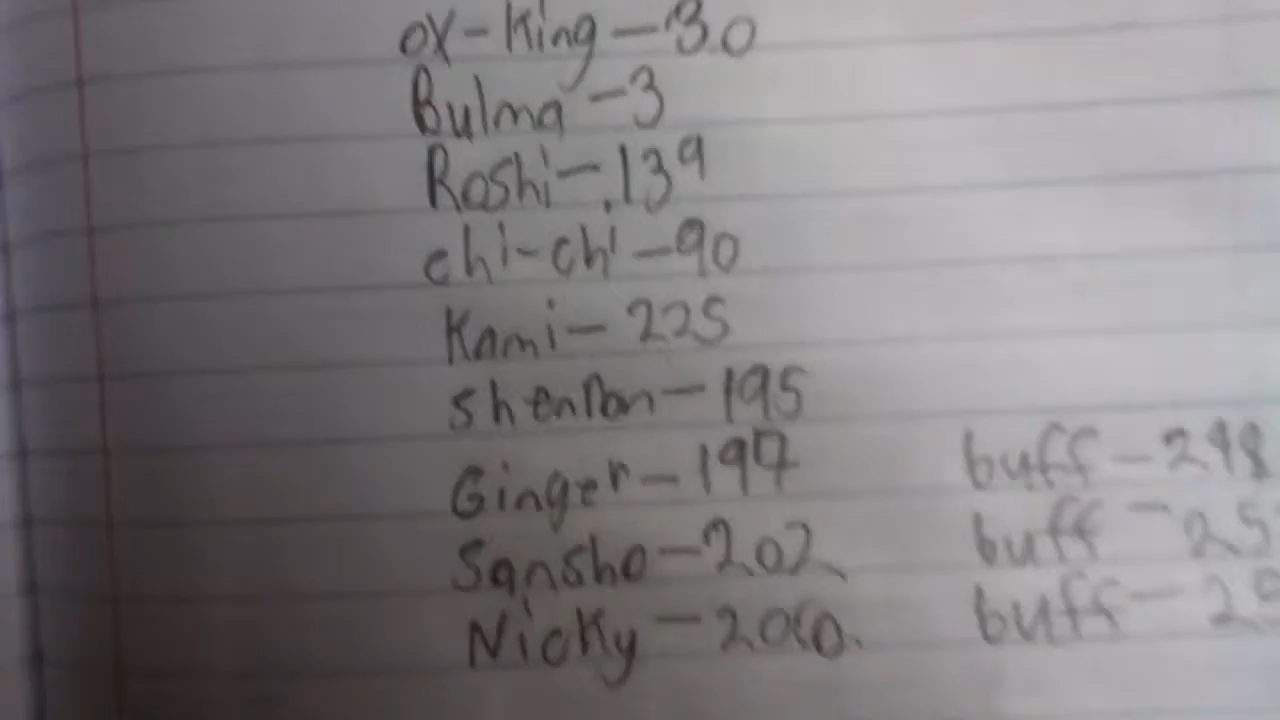 ox-king-30
Bulma-3
Roshi-139
chi-chi-90
Kami-225
Shenron-195
Ginger-197 buff-298
Sansho-202 buff
Nicky buff